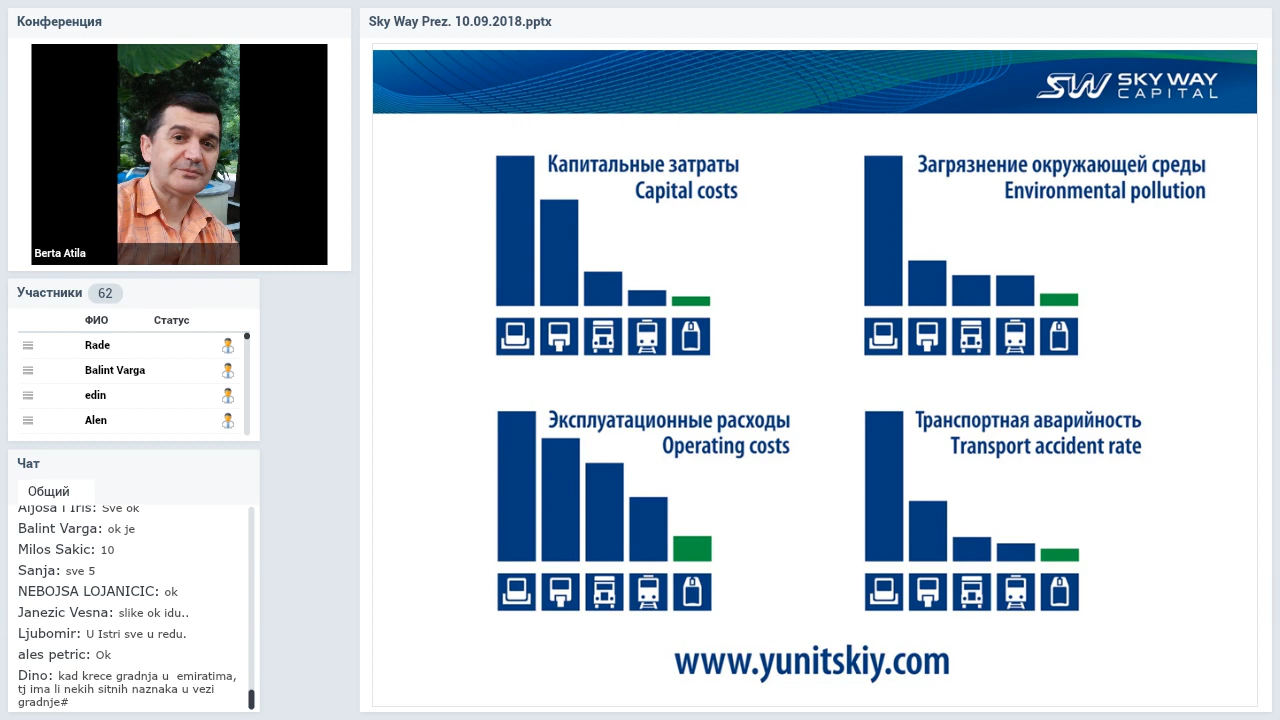 Конференция
Berta Atila
Участники 62
ФИО Статус
Rade
Balint Varga
edin
Alen
Чат
Общий
Aljosa i Iris: Sve ok
Balint Varga: ok je
Milos Sakic: 10
Sanja: sve 5
NEBOJSA LOJANICIC: ok
Janezic Vesna: slike ok idu..
Ljubomir: U Istri sve u redu.
ales petric: Ok
Dino: kad krece gradnja u emiratima,
tj ima li nekih sitnih naznaka u vezi
gradnje#
Sky Way Prez. 10.09.2018.pptx
SW SKY WAY
CAPITAL
Капитальные затраты
Capital costs
Загрязнение окружающей среды
Environmental pollution
Эксплуатационные расходы
Operating costs
Транспортная аварийность
Transport accident rate
www.yunitskiy.com